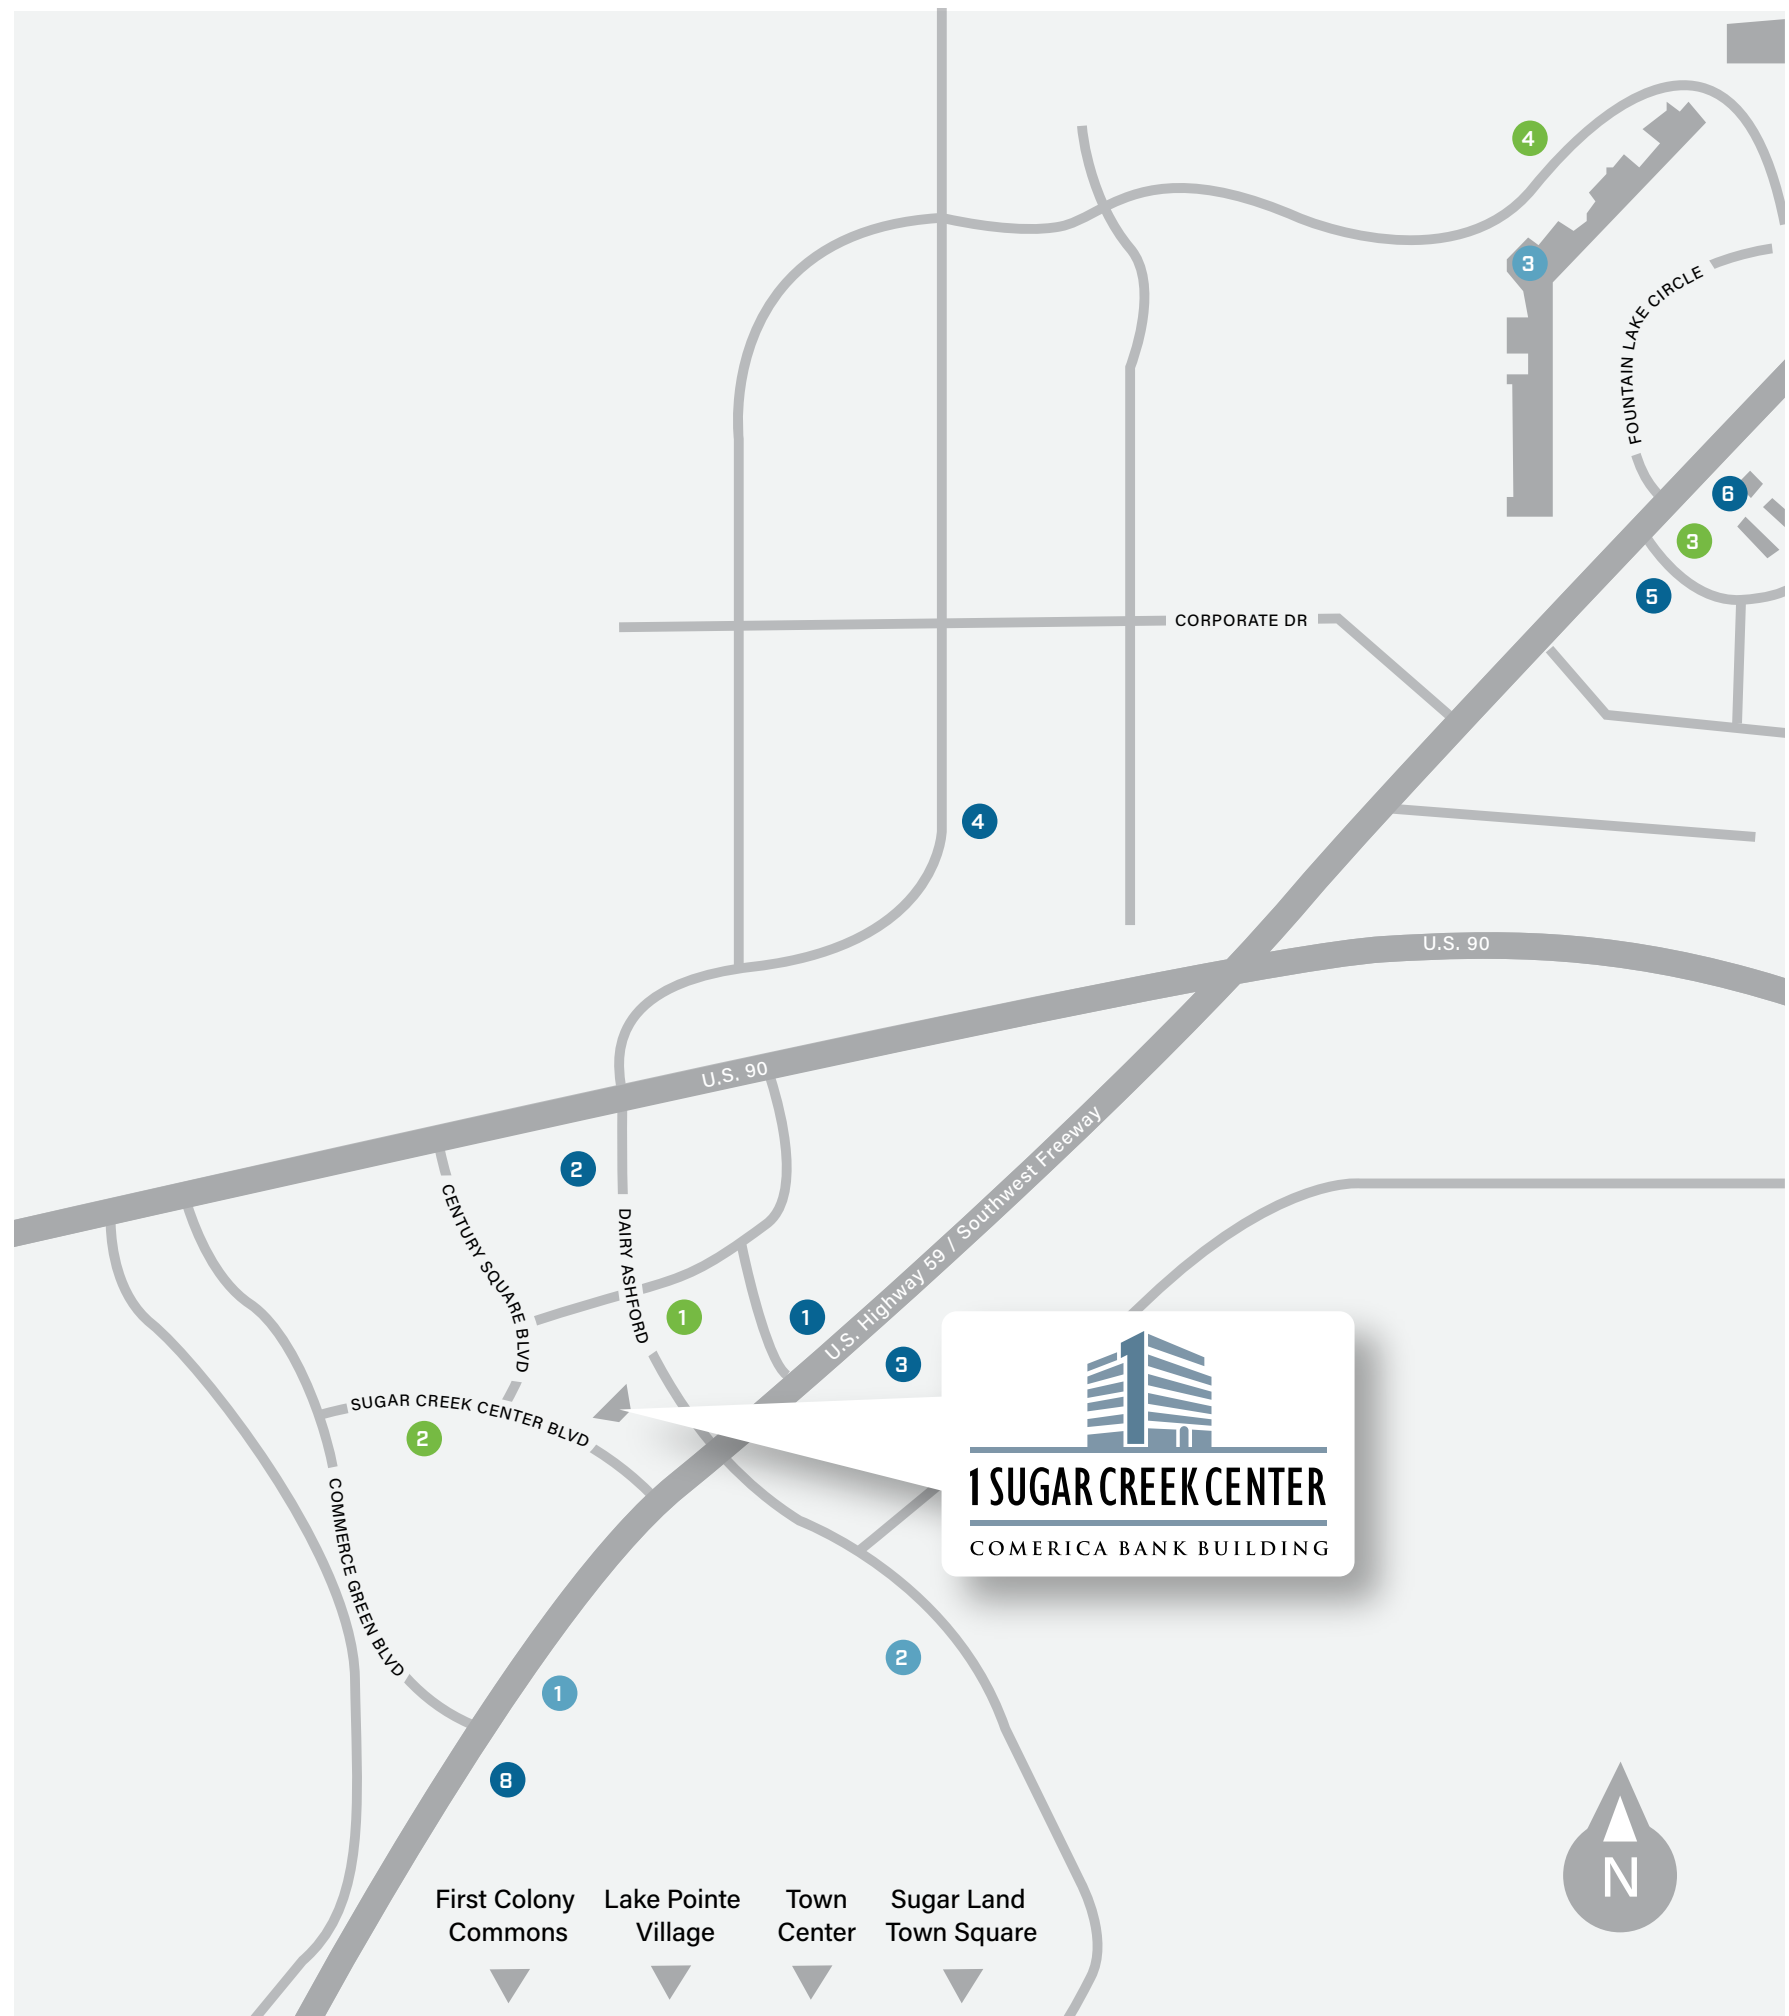 4
3
FOUNTAIN LAKE CIRCLE
6
3
5
CORPORATE DR
4
U.S. 90
U.S. 90
U.S. Highway 59 / Southwest Freeway
2
CENTURY SQUARE BLVD
DAIRY ASHFORD
1
1
3
SUGAR CREEK CENTER BLVD
2
1 SUGAR CREEK CENTER
COMERICA BANK BUILDING
COMMERCE GREEN BLVD
2
1
8
First Colony
Commons
Lake Pointe
Village
Town
Center
Sugar Land
Town Square
N